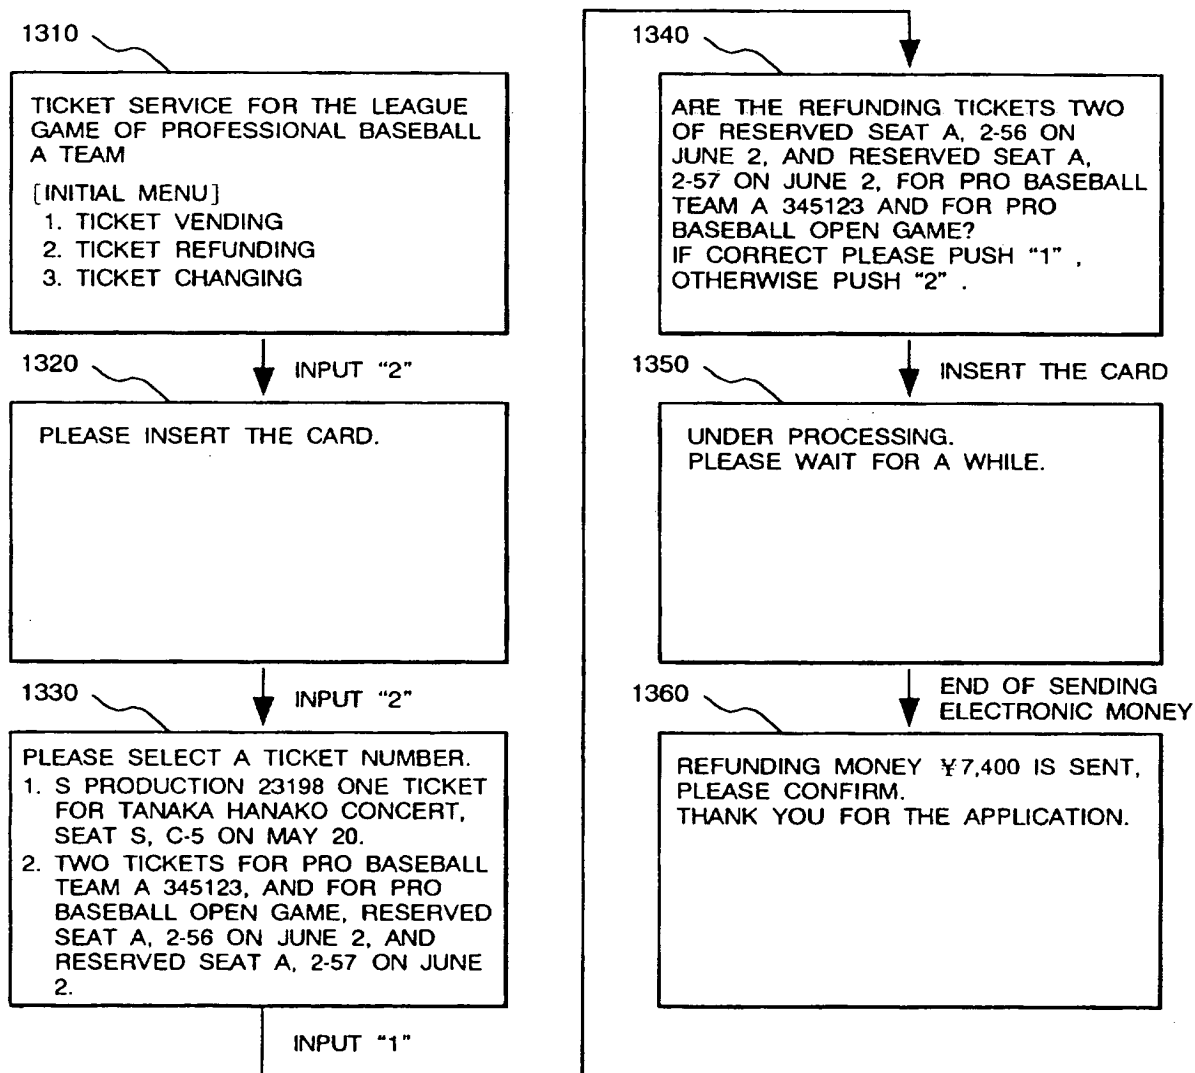 1310
TICKET SERVICE FOR THE LEAGUE
GAME OF PROFESSIONAL BASEBALL
A TEAM
[INITIAL MENU]
1. TICKET VENDING
2. TICKET REFUNDING
3. TICKET CHANGING
INPUT "2"
1320
PLEASE INSERT THE CARD.
INPUT "2"
1330
PLEASE SELECT A TICKET NUMBER.
1. S PRODUCTION 23198 ONE TICKET
FOR TANAKA HANAKO CONCERT,
SEAT S, C-5 ON MAY 20.
2. TWO TICKETS FOR PRO BASEBALL
TEAM A 345123, AND FOR PRO
BASEBALL OPEN GAME, RESERVED
SEAT A, 2-56 ON JUNE 2, AND
RESERVED SEAT A, 2-57 ON JUNE
2.
INPUT "1"
1340
ARE THE REFUNDING TICKETS TWO
OF RESERVED SEAT A, 2-56 ON
JUNE 2, AND RESERVED SEAT A,
2-57 ON JUNE 2, FOR PRO BASEBALL
TEAM A 345123 AND FOR PRO
BASEBALL OPEN GAME?
IF CORRECT PLEASE PUSH "1" ,
OTHERWISE PUSH "2" .
INSERT THE CARD
1350
UNDER PROCESSING.
PLEASE WAIT FOR A WHILE.
END OF SENDING
ELECTRONIC MONEY
1360
REFUNDING MONEY ¥7,400 IS SENT,
PLEASE CONFIRM.
THANK YOU FOR THE APPLICATION.